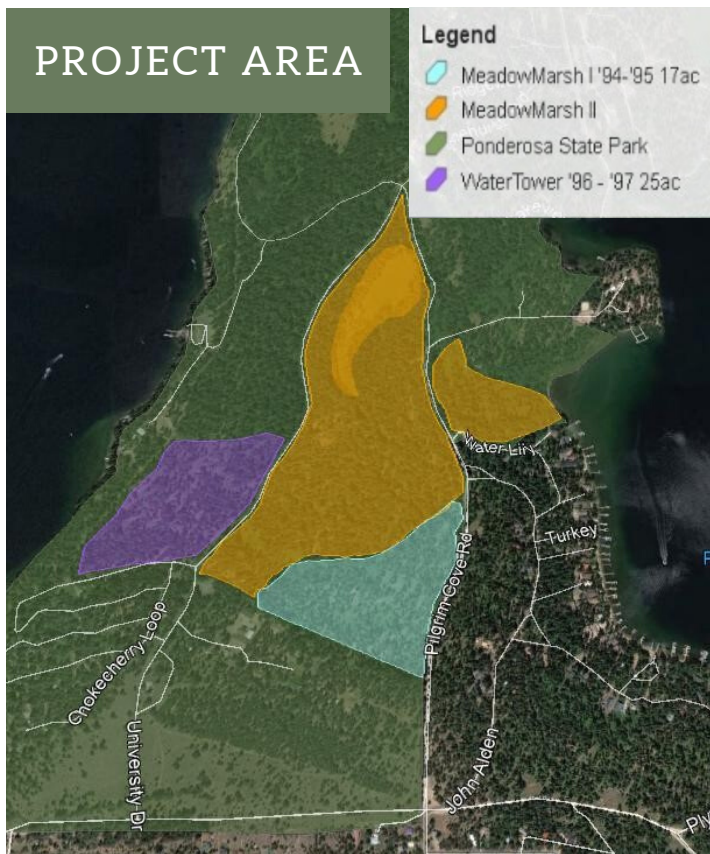 PROJECT AREA
Legend
MeadowMarsh I '94-'95 17ac
MeadowMarsh II
Ponderosa State Park
WaterTower '96 - '97 25ac
Water Lily
Turkey
Pilgrim Cove Rd
Chokecherry Loop
University Dr
John Alden
Ply